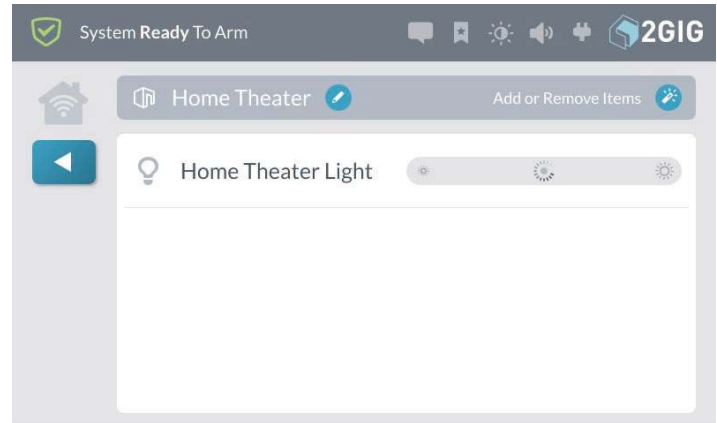 System Ready To Arm
2GIG
Home Theater
Add or Remove Items
Home Theater Light